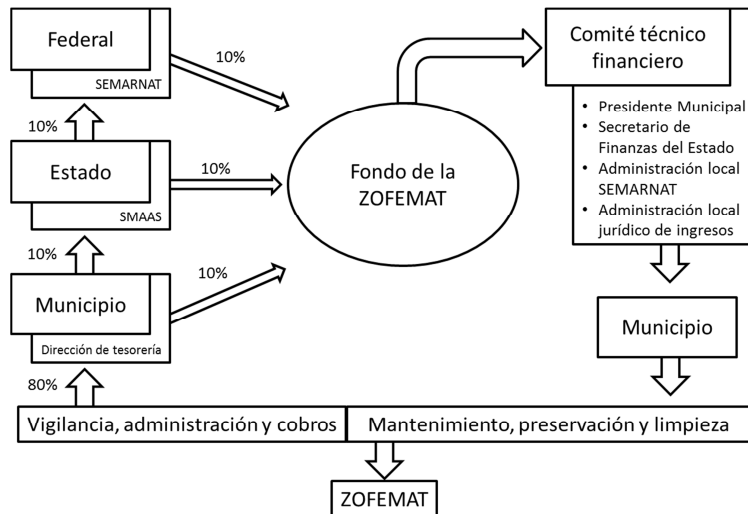 Federal
SEMARNAT
10%
10%
Estado
SMAAS
10%
10%
Municipio
Dirección de tesorería
10%
80%
Fondo de la
ZOFEMAT
Comité técnico
financiero
• Presidente Municipal
• Secretario de
Finanzas del Estado
• Administración local
SEMARNAT
• Administración local
jurídico de ingresos
Municipio
Vigilancia, administración y cobros
Mantenimiento, preservación y limpieza
ZOFEMAT